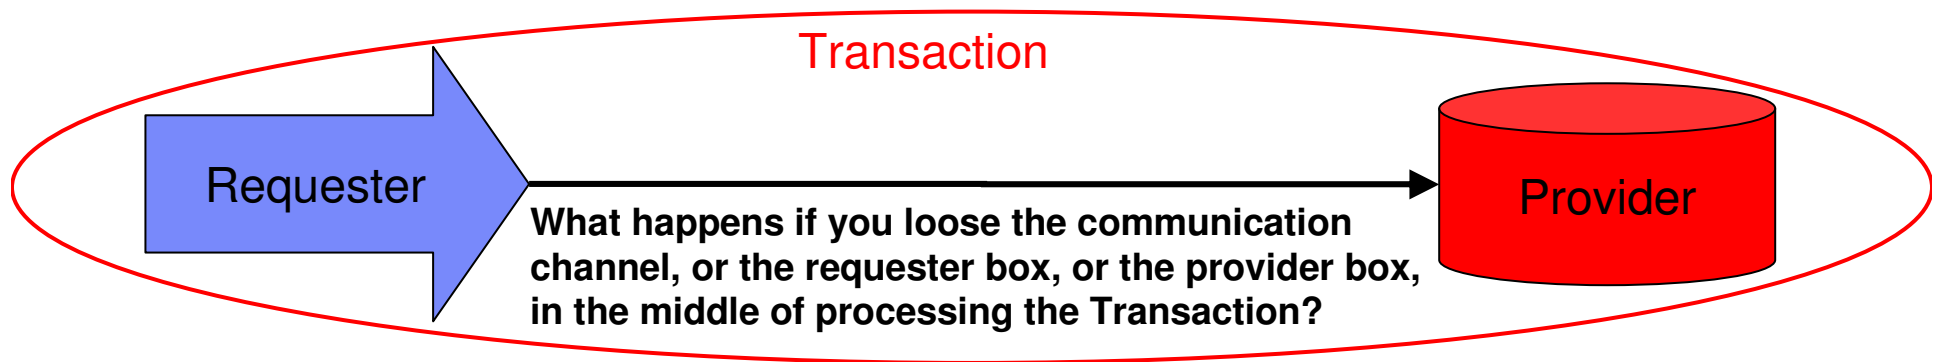 Transaction
Requester
Provider
What happens if you loose the communication
channel, or the requester box, or the provider box,
in the middle of processing the Transaction?